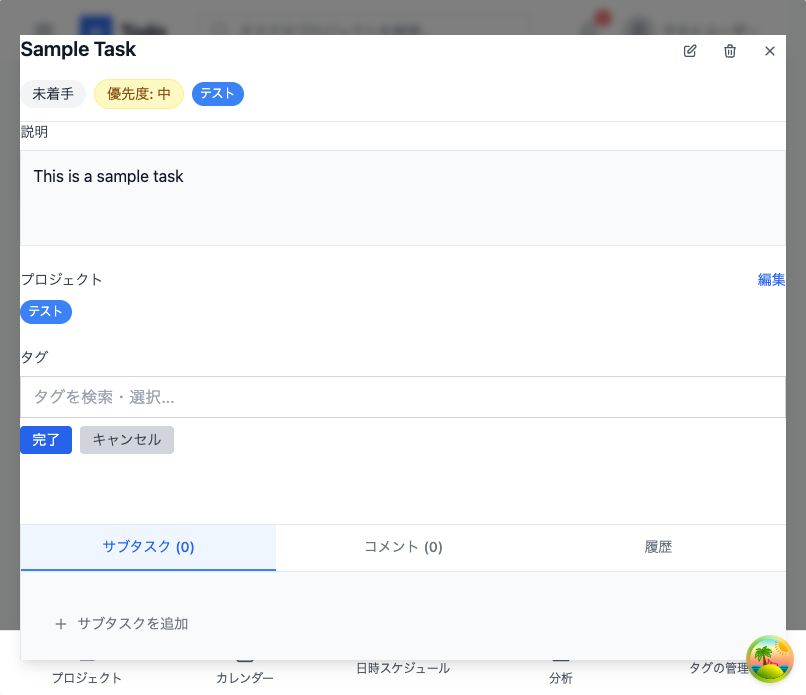 Sample Task
未着手
優先度: 中
テスト
説明
This is a sample task
プロジェクト
編集
テスト
タグ
タグを検索・選択...
完了
キャンセル
サブタスク (0)
コメント (0)
履歴
+ サブタスクを追加
プロジェクト
カレンダー
日時スケジュール
分析
タグの管理